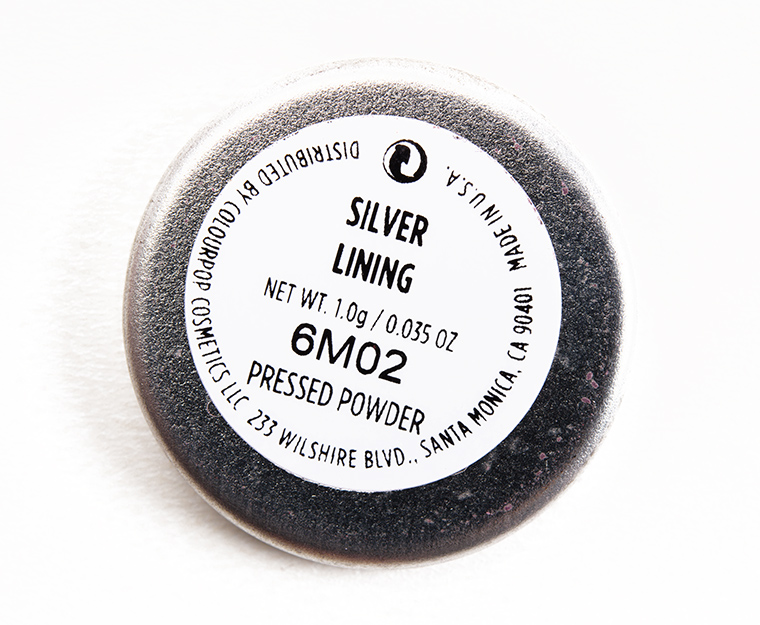 SILVER
LINING
NET WT. 1.0g / 0.035 OZ
6M02
PRESSED POWDER
DISTRIBUTED BY COLOURPOP COSMETICS LLC 233 WILSHIRE BLVD., SANTA MONICA, CA 90401 MADE IN U.S.A.